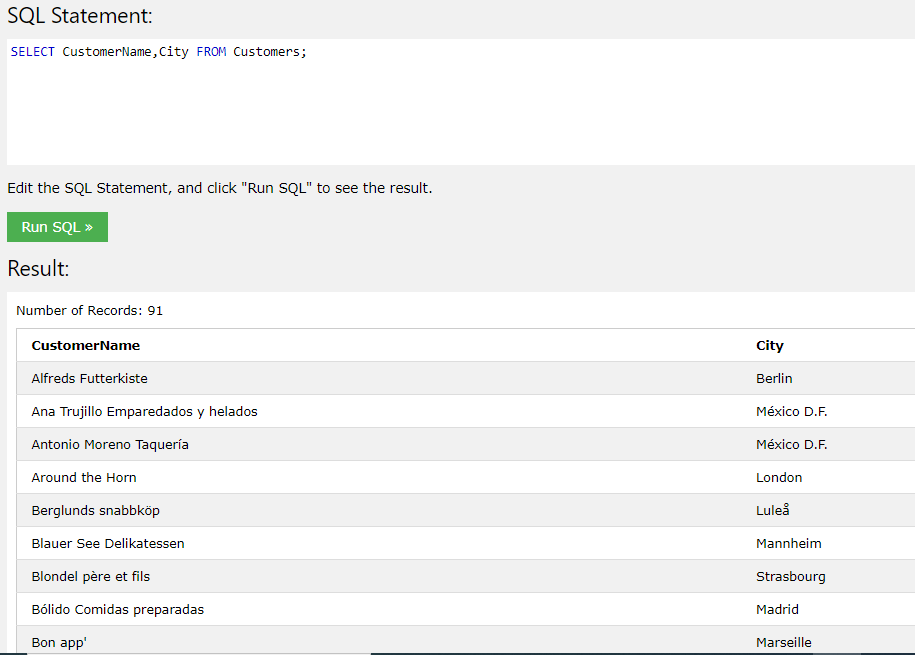 SQL Statement:
SELECT CustomerName,City FROM Customers;
Edit the SQL Statement, and click "Run SQL" to see the result.
Run SQL »
Result:
Number of Records: 91
CustomerName City
Alfreds Futterkiste Berlin
Ana Trujillo Emparedados y helados México D.F.
Antonio Moreno Taquería México D.F.
Around the Horn London
Berglunds snabbköp Luleå
Blauer See Delikatessen Mannheim
Blondel père et fils Strasbourg
Bólido Comidas preparadas Madrid
Bon app' Marseille